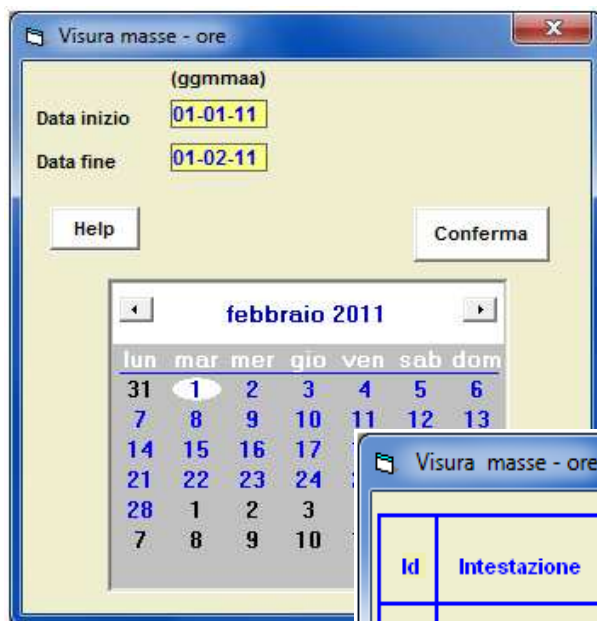 Visura masse - ore
(ggmmaa)
Data inizio 01-01-11
Data fine 01-02-11
Help Conferma
febbraio 2011
lun mar mer gio ven sab dom
31 1 2 3 4 5 6
7 8 9 10 11 12 13
14 15 16 17
21 22 23 24
28 1 2 3
7 8 9 10
Visura masse - ore
Id Intestazione